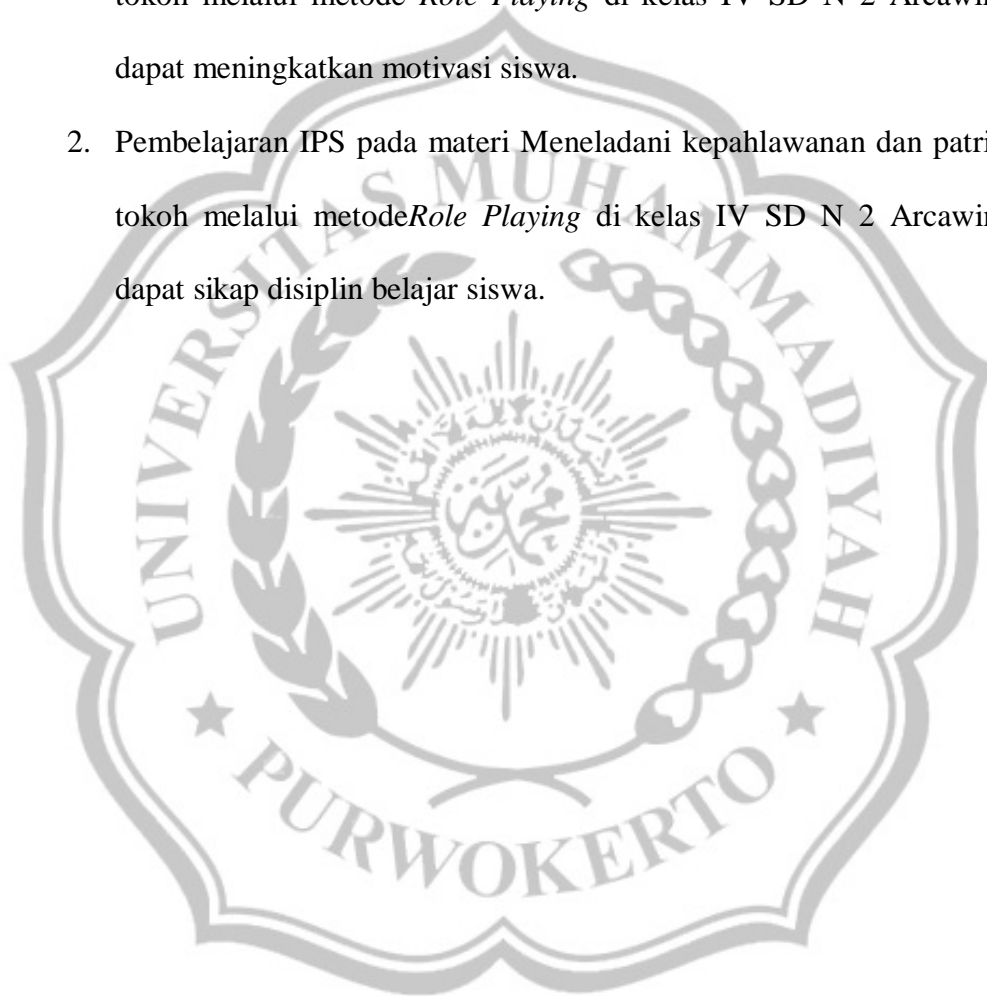 tokoh melalui metode Role Playing di kelas IV SD N 2 Arcawin
dapat meningkatkan motivasi siswa.
2. Pembelajaran IPS pada materi Meneladani kepahlawanan dan patri
tokoh melalui metodeRole Playing di kelas IV SD N 2 Arcawin
dapat sikap disiplin belajar siswa.
UNIVERSITAS MUHAMMADIYAH
PURWOKERTO